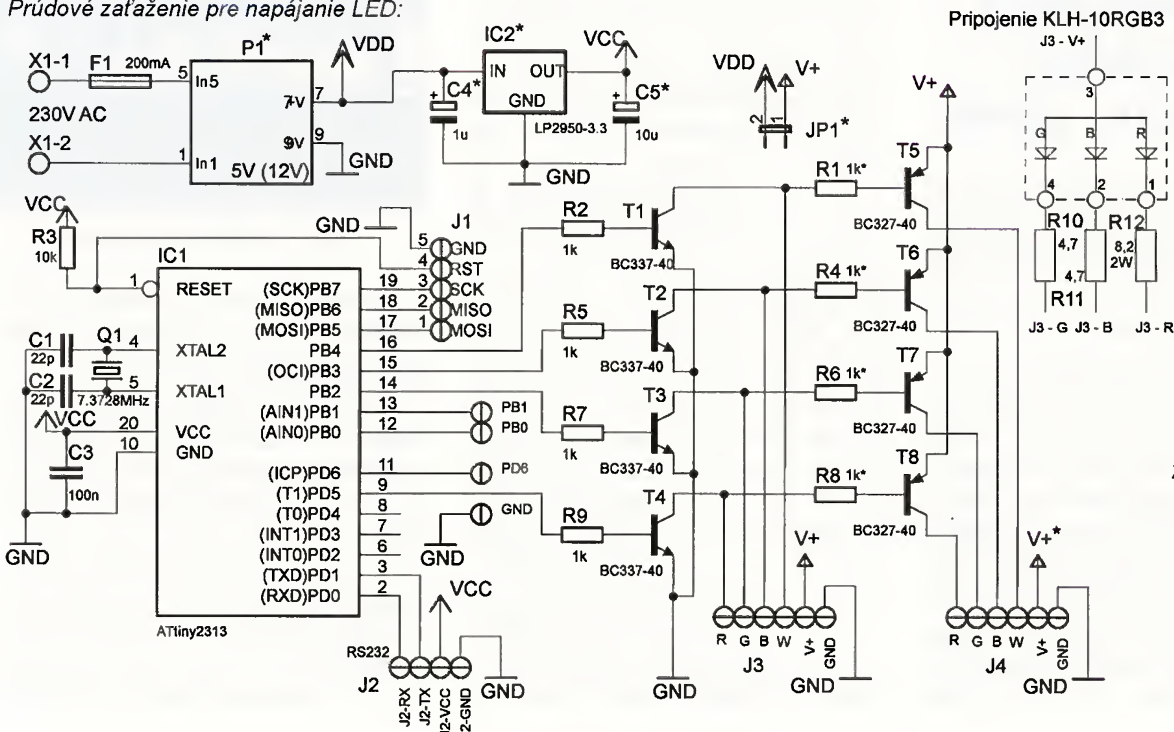 Prúdové zaťaženie pre napájanie LED:
Pripojenie KLH-10RGB3
J3 - V+
X1-1
F1 200mA
P1*
5 In5
7 +V
9 9V
1 In1
5V (12V)
230V AC
X1-2
GND
VDD
IC2*
IN OUT
GND
LP2950-3.3
C4*
1u
VCC
C5*
10u
GND
VDD
V+
2 1
JP1*
V+
3
G B R
4 2 1
R10
4,7
R11
4,7
R12
8,2
2W
J3 - G J3 - B J3 - R
VCC
R3
10k
IC1
1 RESET
4 XTAL2
5 XTAL1
20 VCC
10 GND
C1
22p
C2
22p
Q1
7.3728MHz
VCC
C3
100n
GND
(SCK)PB7 19
(MISO)PB6 18
(MOSI)PB5 17
PB4 16
(OCI)PB3 15
PB2 14
(AIN1)PB1 13
(AIN0)PB0 12
(ICP)PD6 11
(T1)PD5 9
(T0)PD4 8
(INT1)PD3 7
(INT0)PD2 6
(TXD)PD1 3
(RXD)PD0 2
ATtiny2313
GND
J1
5 GND
4 RST
3 SCK
2 MISO
1 MOSI
PB1
PB0
PD6
GND
GND
VCC
RS232
J2
J2-RX
J2-TX
J2-VCC
2-GND
GND
R2
1k
T1
BC337-40
R5
1k
T2
BC337-40
R7
1k
T3
BC337-40
R9
1k
T4
BC337-40
GND
R1 1k*
T5
BC327-40
R4 1k*
T6
BC327-40
R6 1k*
T7
BC327-40
R8 1k*
T8
BC327-40
V+
R G B W V+ GND
J3
GND
V+*
R G B W V+ GND
J4
GND